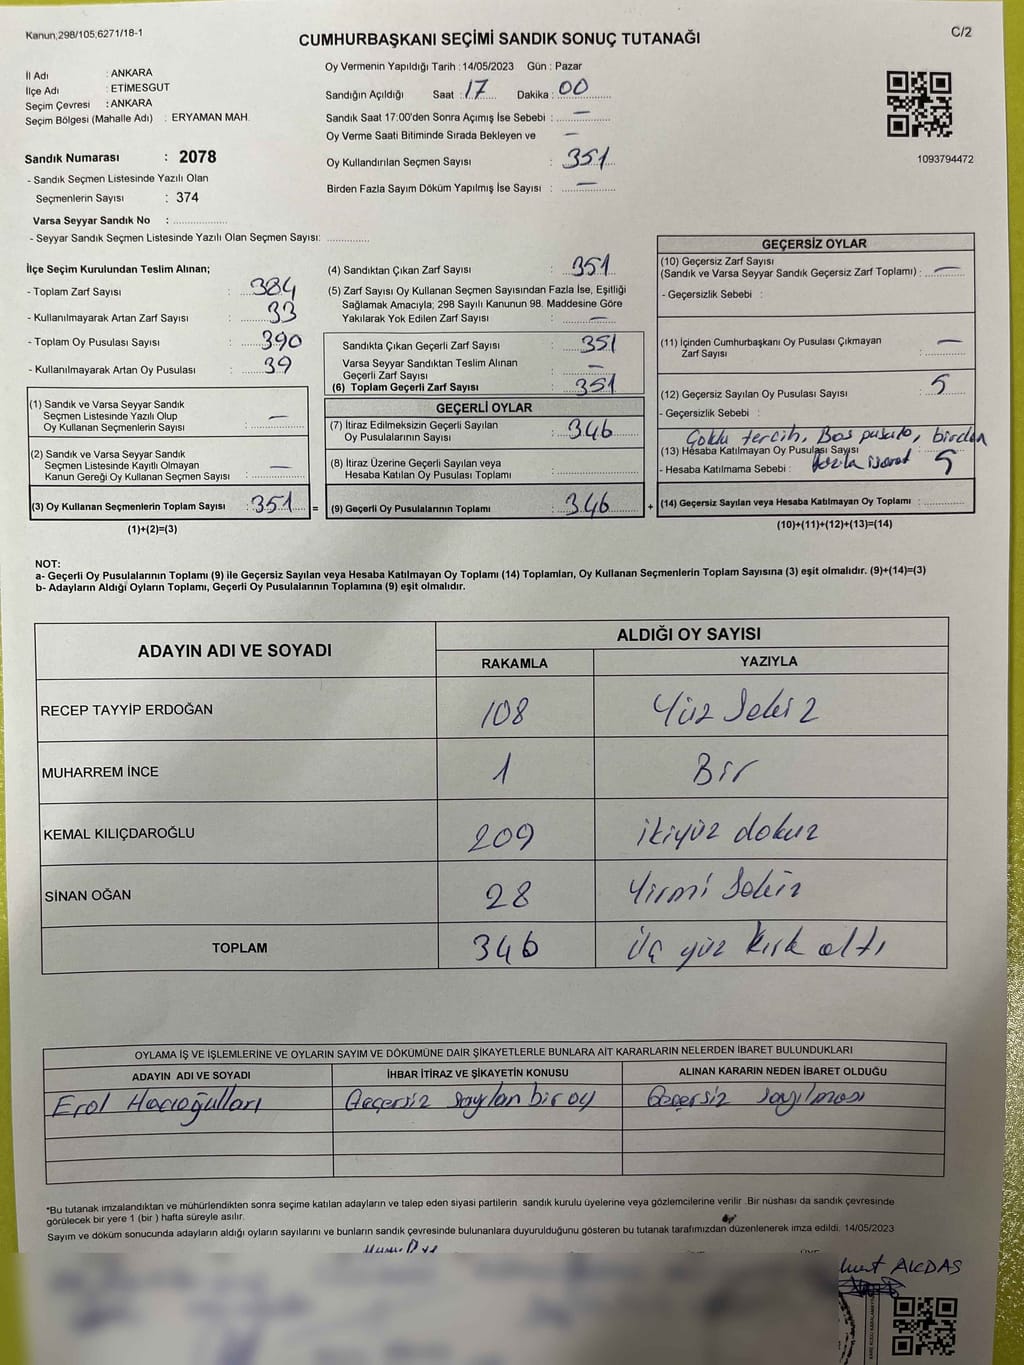 Kanun;298/105;6271/18-1
C/2
CUMHURBAŞKANI SEÇİMİ SANDIK SONUÇ TUTANAĞI
İl Adı : ANKARA
İlçe Adı : ETİMESGUT
Seçim Çevresi : ANKARA
Seçim Bölgesi (Mahalle Adı) : ERYAMAN MAH.
Sandık Numarası : 2078
- Sandık Seçmen Listesinde Yazılı Olan
Seçmenlerin Sayısı : 374
Varsa Seyyar Sandık No : ...................
- Seyyar Sandık Seçmen Listesinde Yazılı Olan Seçmen Sayısı: ...............
Oy Vermenin Yapıldığı Tarih : 14/05/2023 Gün : Pazar
Sandığın Açıldığı Saat : 17 Dakika : 00
Sandık Saat 17:00'den Sonra Açımış İse Sebebi : —
Oy Verme Saati Bitiminde Sırada Bekleyen ve —
Oy Kullandırılan Seçmen Sayısı : 351
Birden Fazla Sayım Döküm Yapılmış İse Sayısı : —
1093794472
İlçe Seçim Kurulundan Teslim Alınan;
- Toplam Zarf Sayısı : 384
- Kullanılmayarak Artan Zarf Sayısı : 33
- Toplam Oy Pusulası Sayısı : 390
- Kullanılmayarak Artan Oy Pusulası : 39
(1) Sandık ve Varsa Seyyar Sandık
Seçmen Listesinde Yazılı Olup
Oy Kullanan Seçmenlerin Sayısı : —
(2) Sandık ve Varsa Seyyar Sandık
Seçmen Listesinde Kayıtlı Olmayan
Kanun Gereği Oy Kullanan Seçmen Sayısı : —
(3) Oy Kullanan Seçmenlerin Toplam Sayısı : 351 =
(1)+(2)=(3)
(4) Sandıktan Çıkan Zarf Sayısı : 351
(5) Zarf Sayısı Oy Kullanan Seçmen Sayısından Fazla İse, Eşitliği
Sağlamak Amacıyla; 298 Sayılı Kanunun 98. Maddesine Göre
Yakılarak Yok Edilen Zarf Sayısı : —
Sandıkta Çıkan Geçerli Zarf Sayısı : 351
Varsa Seyyar Sandıktan Teslim Alınan
Geçerli Zarf Sayısı : —
(6) Toplam Geçerli Zarf Sayısı : 351
GEÇERLİ OYLAR
(7) İtiraz Edilmeksizin Geçerli Sayılan
Oy Pusulalarının Sayısı : 346
(8) İtiraz Üzerine Geçerli Sayılan veya
Hesaba Katılan Oy Pusulası Toplamı : ...............
(9) Geçerli Oy Pusulalarının Toplamı : 346 +
GEÇERSİZ OYLAR
(10) Geçersiz Zarf Sayısı
(Sandık ve Varsa Seyyar Sandık Geçersiz Zarf Toplamı) : —
- Geçersizlik Sebebi :
(11) İçinden Cumhurbaşkanı Oy Pusulası Çıkmayan —
Zarf Sayısı :
(12) Geçersiz Sayılan Oy Pusulası Sayısı : 5
- Geçersizlik Sebebi :
Çoklu tercih, Boş pusula, birden
(13) Hesaba Katılmayan Oy Pusulası Sayısı
- Hesaba Katılmama Sebebi : fazla işaret 5
(14) Geçersiz Sayılan veya Hesaba Katılmayan Oy Toplamı : ...........
(10)+(11)+(12)+(13)=(14)
NOT:
a- Geçerli Oy Pusulalarının Toplamı (9) ile Geçersiz Sayılan veya Hesaba Katılmayan Oy Toplamı (14) Toplamları, Oy Kullanan Seçmenlerin Toplam Sayısına (3) eşit olmalıdır. (9)+(14)=(3)
b- Adayların Aldığı Oyların Toplamı, Geçerli Oy Pusulalarının Toplamına (9) eşit olmalıdır.
ADAYIN ADI VE SOYADI ALDIĞI OY SAYISI
RAKAMLA YAZIYLA
RECEP TAYYİP ERDOĞAN 108 Yüz Sekiz
MUHARREM İNCE 1 Bir
KEMAL KILIÇDAROĞLU 209 ikiyüz dokuz
SİNAN OĞAN 28 Yirmi Sekiz
TOPLAM 346 Üç yüz kırk altı
OYLAMA İŞ VE İŞLEMLERİNE VE OYLARIN SAYIM VE DÖKÜMÜNE DAİR ŞİKAYETLERLE BUNLARA AİT KARARLARIN NELERDEN İBARET BULUNDUKLARI
ADAYIN ADI VE SOYADI İHBAR İTİRAZ VE ŞİKAYETİN KONUSU ALINAN KARARIN NEDEN İBARET OLDUĞU
Erol Hacıoğulları Geçersiz sayılan bir oy Geçersiz sayılması
*Bu tutanak imzalandıktan ve mühürlendikten sonra seçime katılan adayların ve talep eden siyasi partilerin sandık kurulu üyelerine veya gözlemcilerine verilir .Bir nüshası da sandık çevresinde
görülecek bir yere 1 (bir ) hafta süreyle asılır.
Sayım ve döküm sonucunda adayların aldığı oyların sayılarını ve bunların sandık çevresinde bulunanlara duyurulduğunu gösteren bu tutanak tarafımızdan düzenlenerek imza edildi. 14/05/2023
AKDAŞ